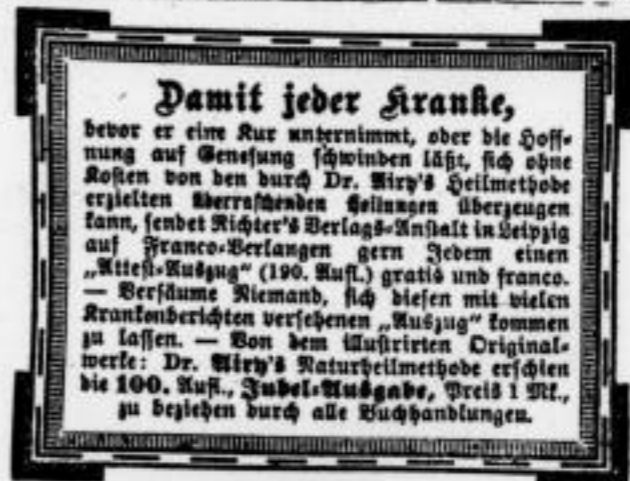 Damit jeder Kranke,
bevor er eine Kur unternimmt, oder die Hoff-
nung auf Genesung schwinden läßt, sich ohne
Kosten von den durch Dr. Airy's Heilmethode
erzielten überraschenden Heilungen überzeugen
kann, sendet Richter's Verlags-Anstalt in Leipzig
auf Franco-Verlangen gern Jedem einen
„Attest-Auszug“ (190. Aufl.) gratis und franco.
— Versäume Niemand, sich diesen mit vielen
Krankenberichten versehenen „Auszug“ kommen
zu lassen. — Von dem illustrirten Original-
werke: Dr. Airy's Naturheilmethode erschien
die 100. Aufl., Jubel-Ausgabe, Preis 1 Mk.,
zu beziehen durch alle Buchhandlungen.